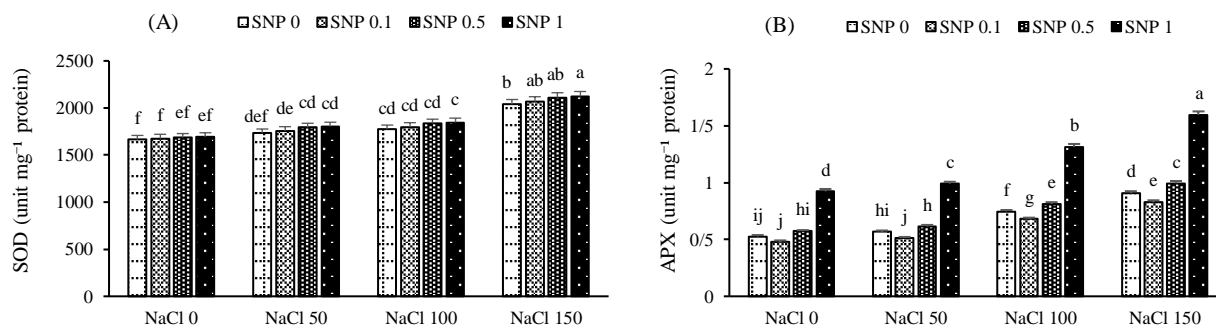 (A)
SNP 0 SNP 0.1 SNP 0.5 SNP 1
SOD (unit mg⁻¹ protein)
2500
2000
1500
1000
500
0
f f ef ef
def de cd cd
cd cd cd c
b ab ab a
NaCl 0 NaCl 50 NaCl 100 NaCl 150
(B)
SNP 0 SNP 0.1 SNP 0.5 SNP 1
APX (unit mg⁻¹ protein)
2
1/5
1
0/5
0
ij j hi d
hi j h c
f g e b
d e c a
NaCl 0 NaCl 50 NaCl 100 NaCl 150